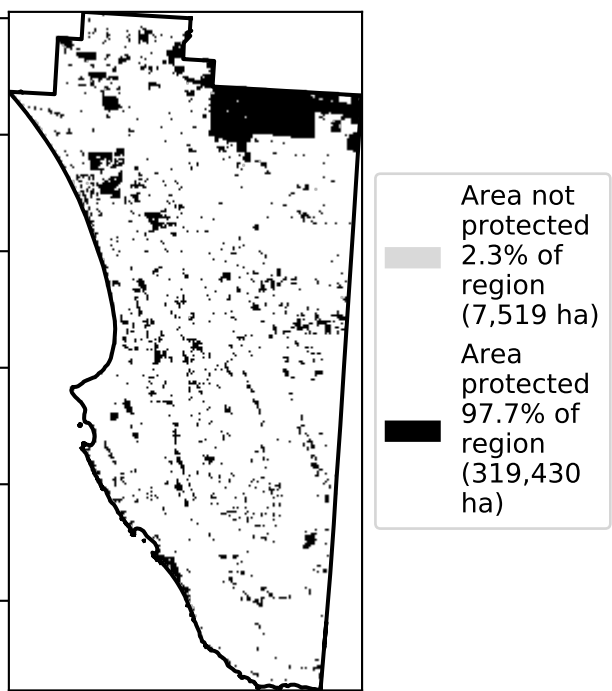 Area not
protected
2.3% of
region
(7,519 ha)
Area
protected
97.7% of
region
(319,430
ha)